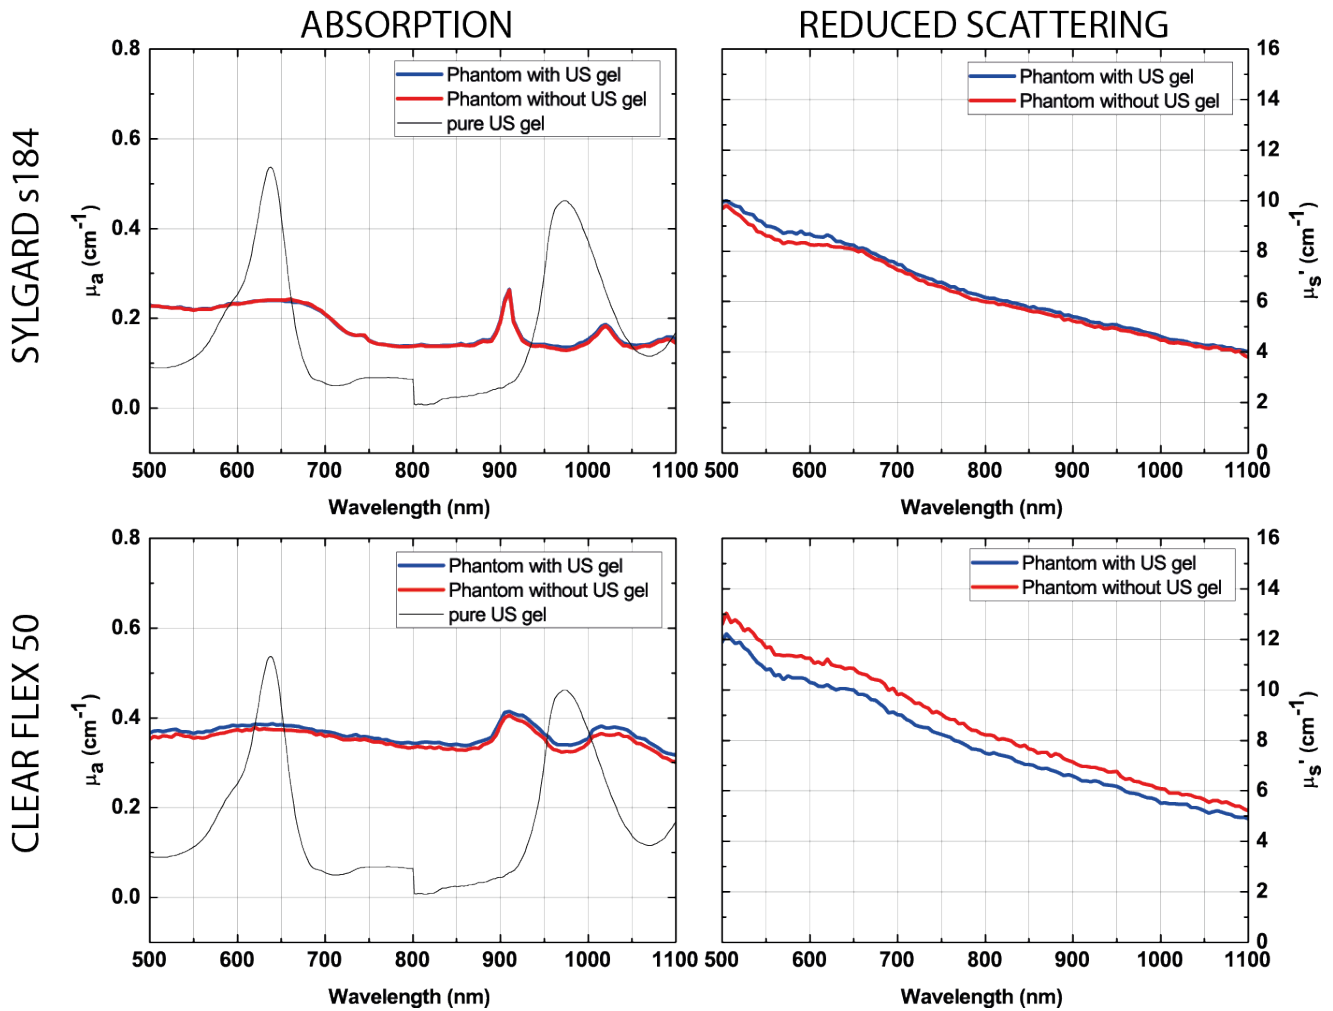 ABSORPTION
REDUCED SCATTERING
SYLGARD s184
0.8
0.6
0.4
0.2
0.0
μa (cm-1)
Phantom with US gel
Phantom without US gel
pure US gel
500 600 700 800 900 1000 1100
Wavelength (nm)
Phantom with US gel
Phantom without US gel
16
14
12
10
8
6
4
2
0
μs' (cm-1)
500 600 700 800 900 1000 1100
Wavelength (nm)
CLEAR FLEX 50
0.8
0.6
0.4
0.2
0.0
μa (cm-1)
Phantom with US gel
Phantom without US gel
pure US gel
500 600 700 800 900 1000 1100
Wavelength (nm)
Phantom with US gel
Phantom without US gel
16
14
12
10
8
6
4
2
0
μs' (cm-1)
500 600 700 800 900 1000 1100
Wavelength (nm)